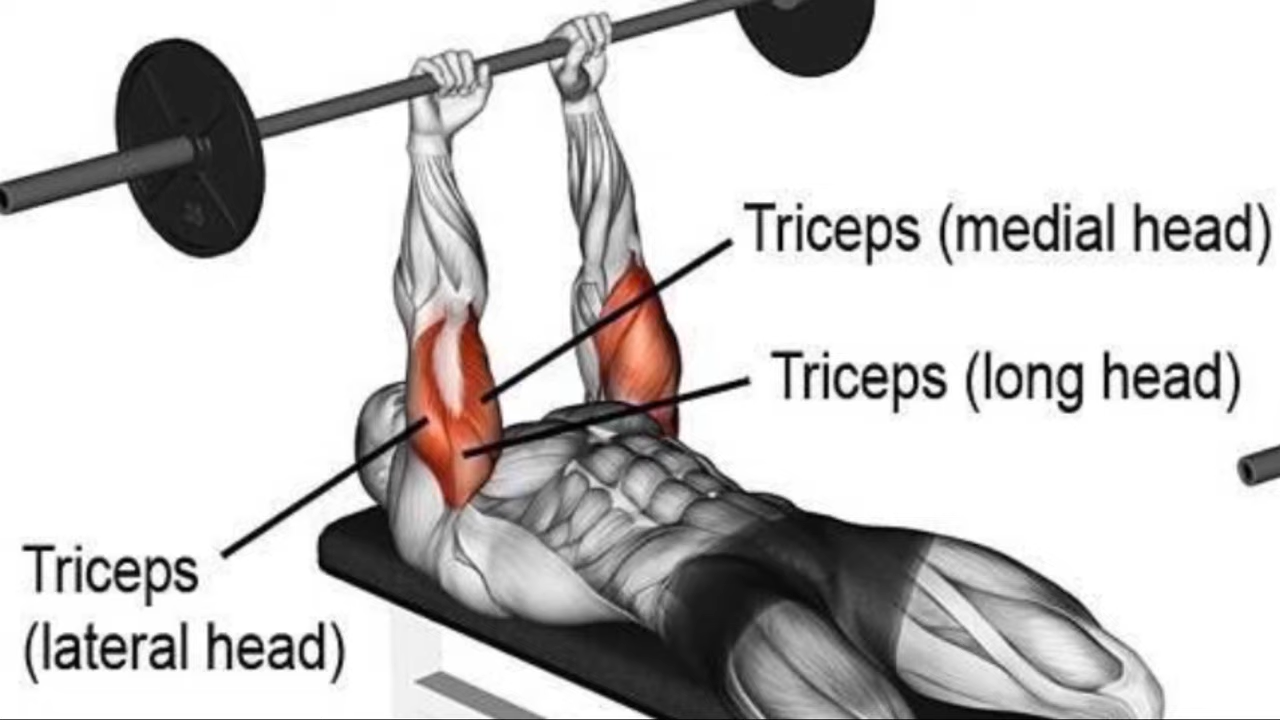 Triceps (medial head)
Triceps (long head)
Triceps
(lateral head)